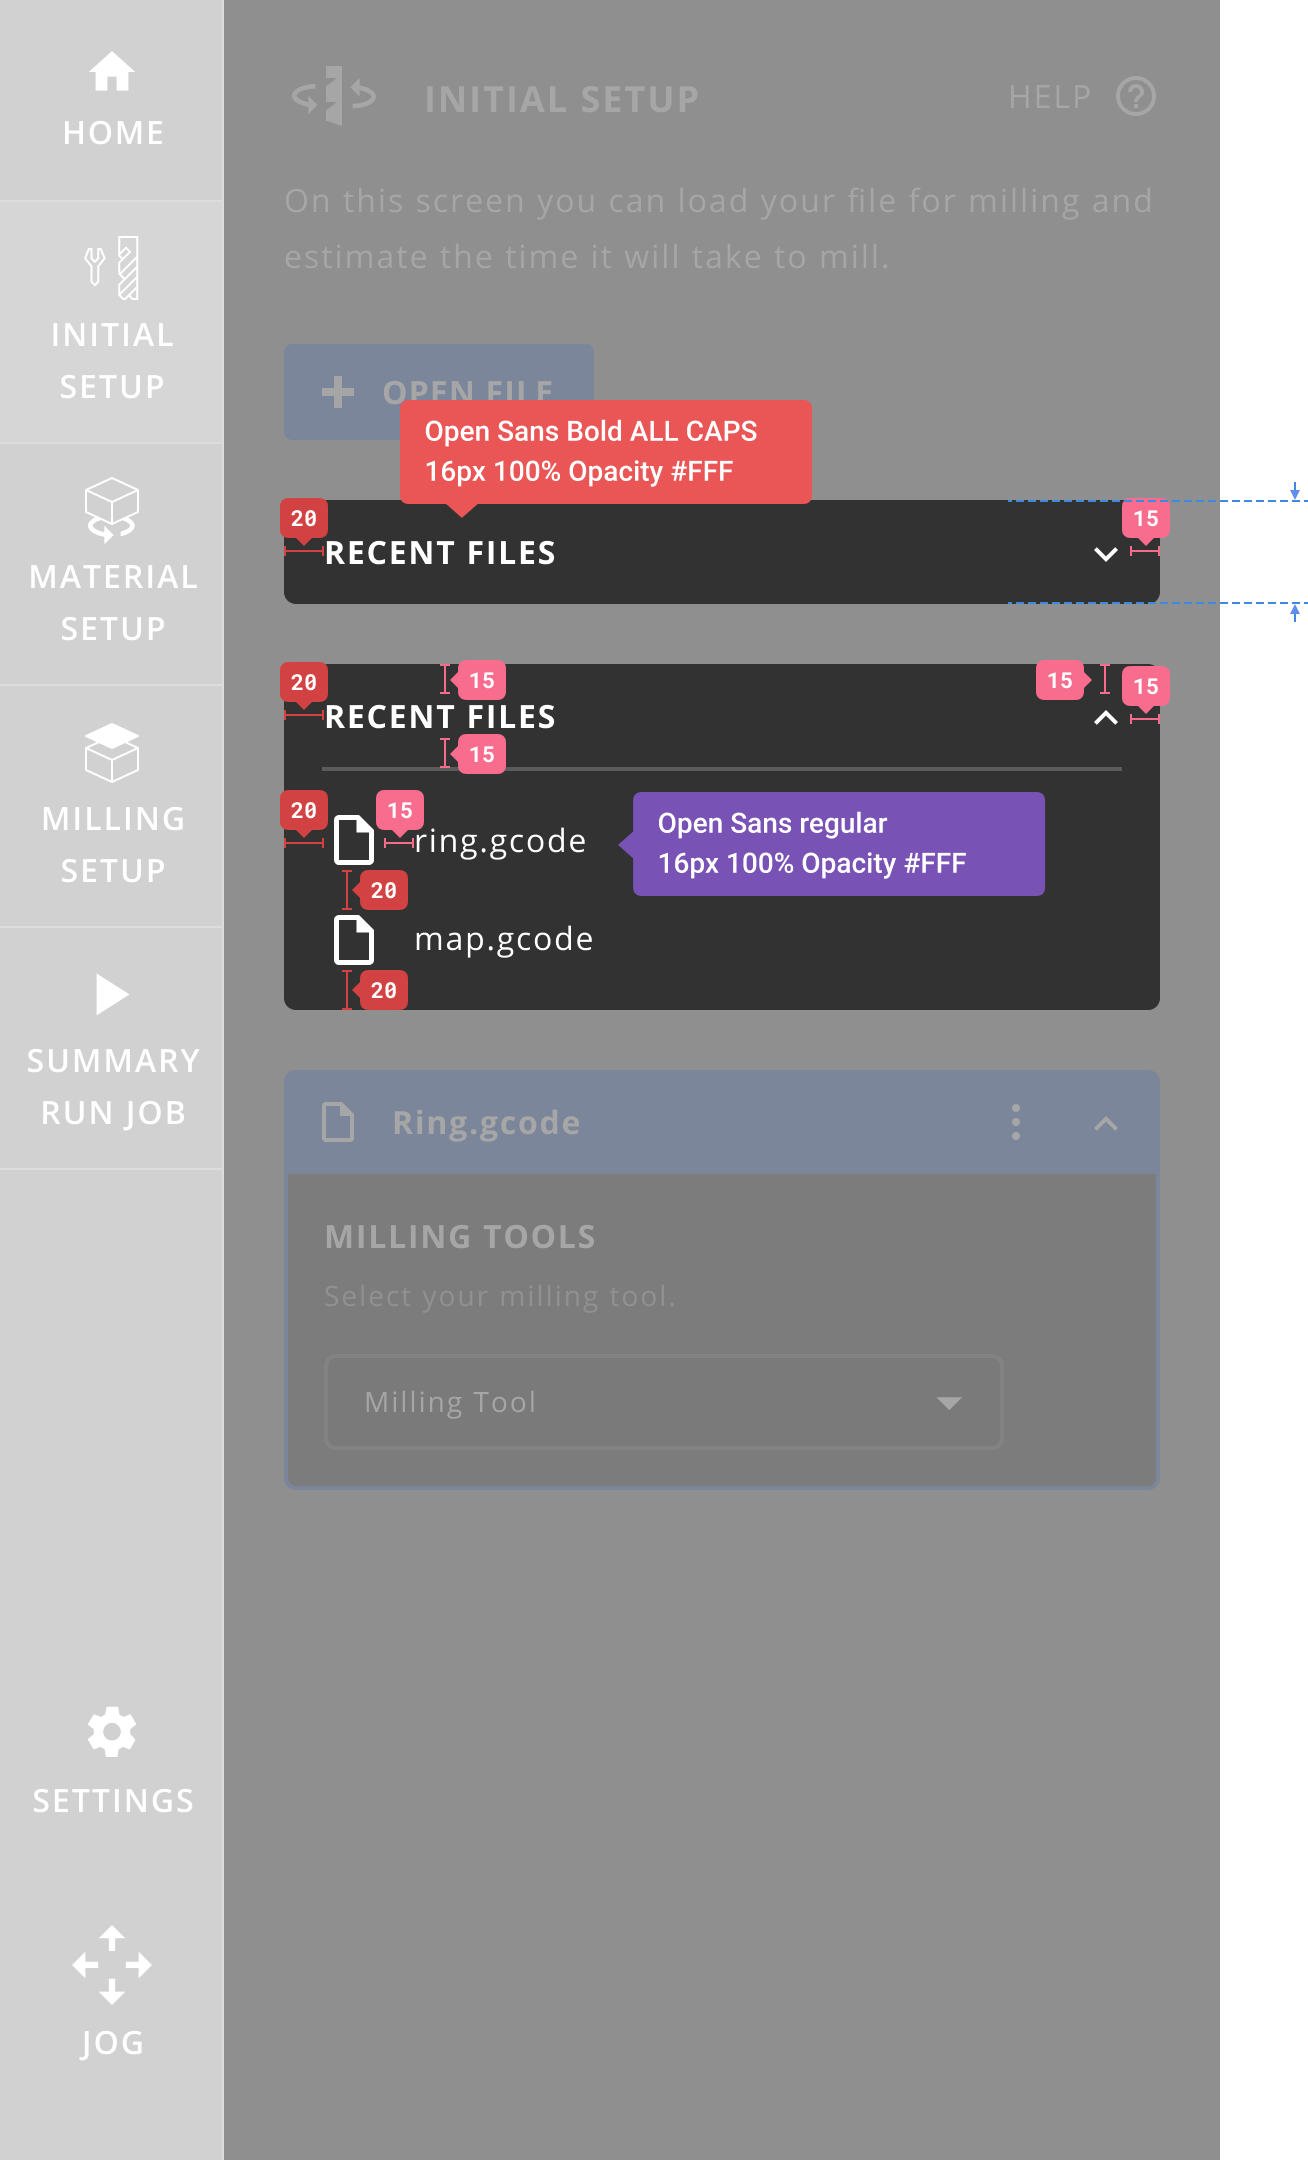 HOME
INITIAL
SETUP
MATERIAL
SETUP
MILLING
SETUP
SUMMARY
RUN JOB
SETTINGS
JOG
INITIAL SETUP
HELP ?
On this screen you can load your file for milling and
estimate the time it will take to mill.
OPEN FILE
Open Sans Bold ALL CAPS
16px 100% Opacity #FFF
20
15
RECENT FILES
20
15
15
15
RECENT FILES
15
20
15
ring.gcode
Open Sans regular
16px 100% Opacity #FFF
20
map.gcode
20
Ring.gcode
MILLING TOOLS
Select your milling tool.
Milling Tool